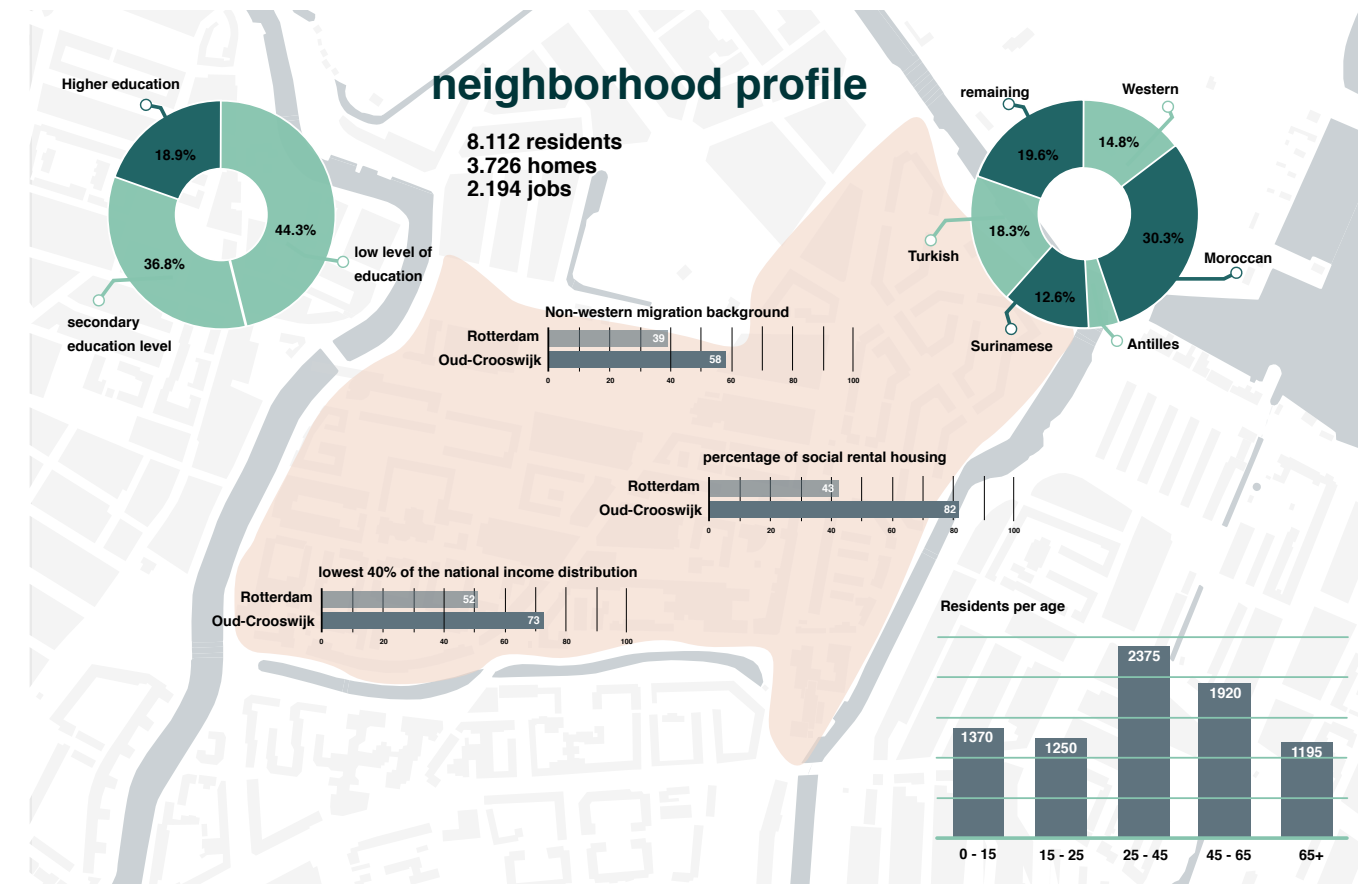 neighborhood profile
8.112 residents
3.726 homes
2.194 jobs
Higher education
18.9%
44.3%
36.8%
low level of
education
secondary
education level
remaining
Western
14.8%
19.6%
18.3%
30.3%
12.6%
Turkish
Moroccan
Surinamese
Antilles
Non-western migration background
Rotterdam
39
Oud-Crooswijk
58
0 20 40 60 80 100
percentage of social rental housing
Rotterdam
43
Oud-Crooswijk
82
0 20 40 60 80 100
lowest 40% of the national income distribution
Rotterdam
52
Oud-Crooswijk
73
0 20 40 60 80 100
Residents per age
1370
1250
2375
1920
1195
0 - 15 15 - 25 25 - 45 45 - 65 65+